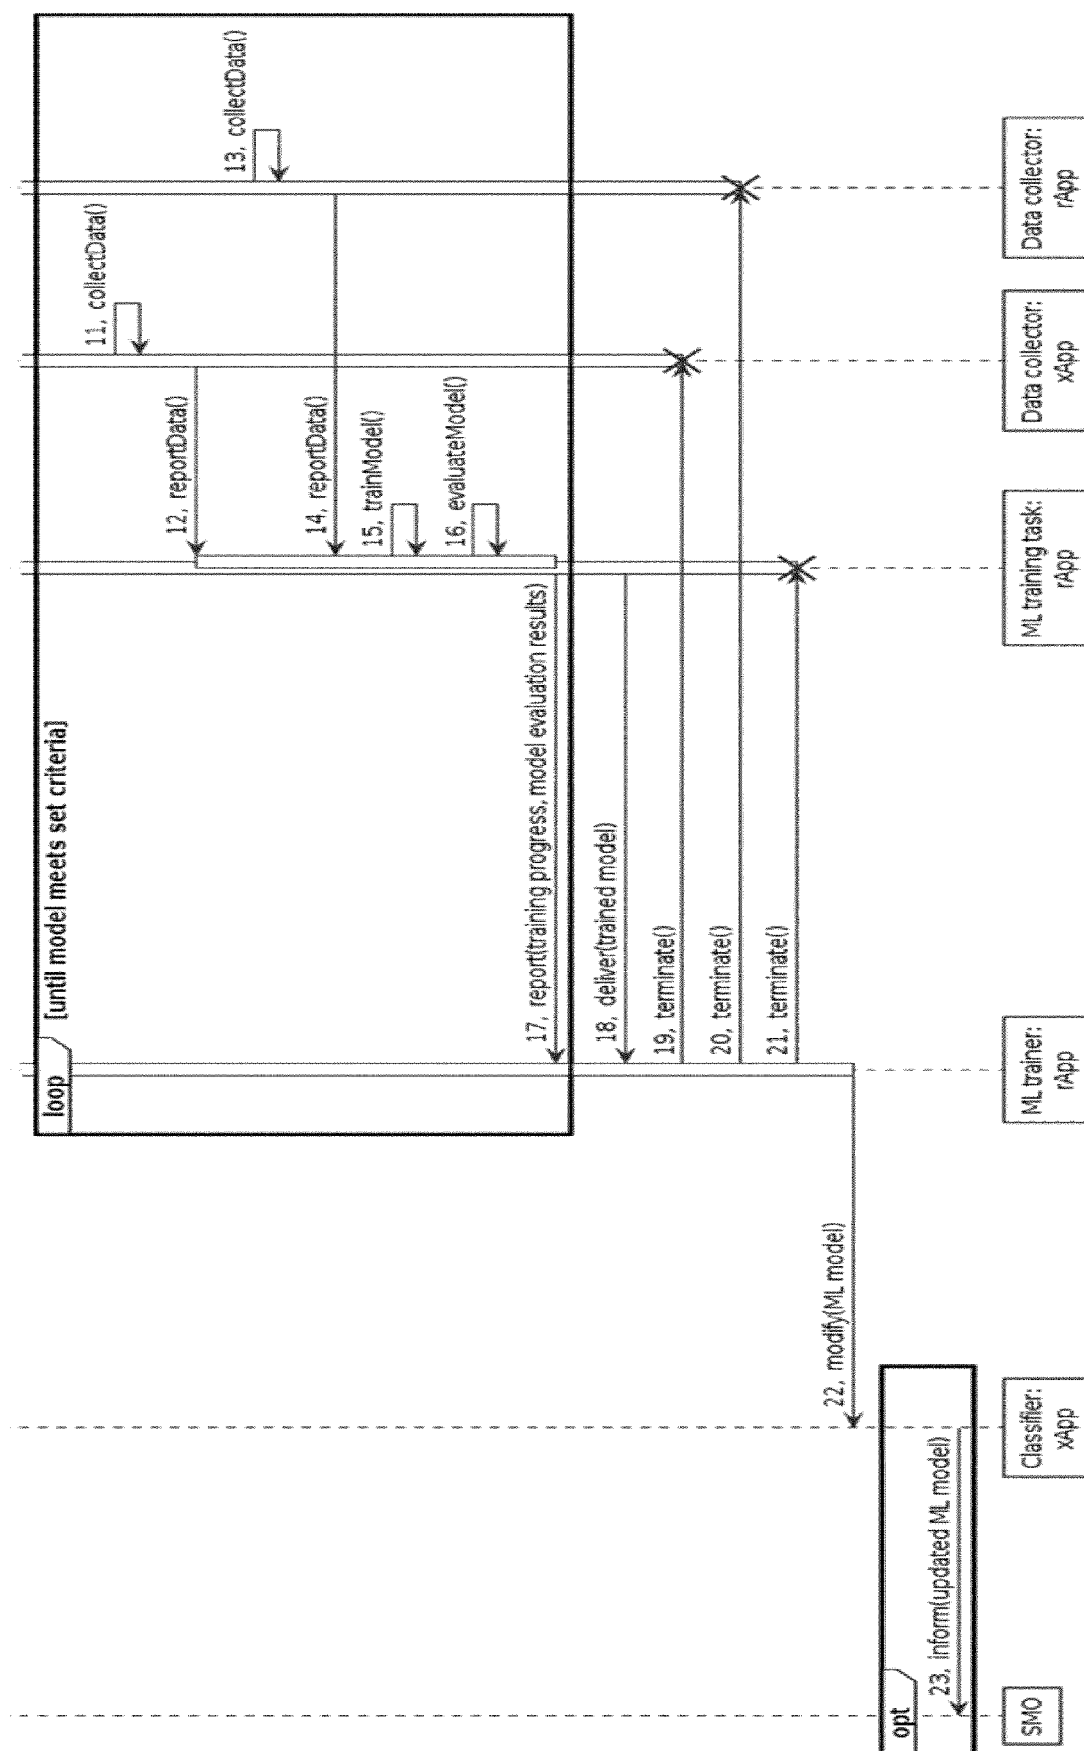 loop
[until model meets set criteria]
11, collectData()
12, reportData()
13, collectData()
14, reportData()
15, trainModel()
16, evaluateModel()
17, report(training progress, model evaluation results)
18, deliver(trained model)
19, terminate()
20, terminate()
21, terminate()
22, modify(ML model)
opt
23, inform(updated ML model)
SMO
Classifier:
xApp
ML trainer:
rApp
ML training task:
rApp
Data collector:
xApp
Data collector:
rApp